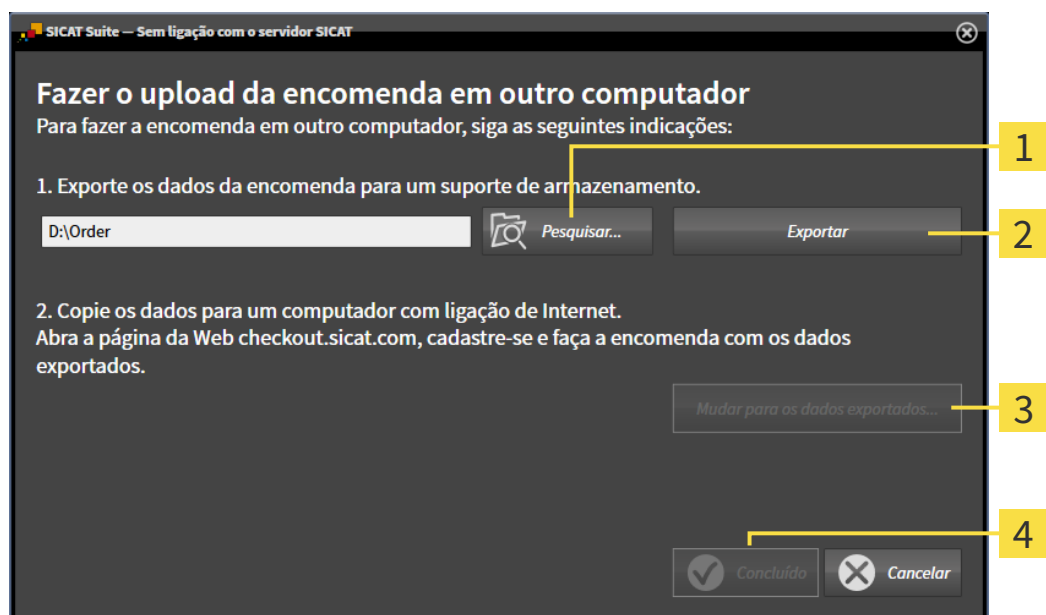 SICAT Suite — Sem ligação com o servidor SICAT
Fazer o upload da encomenda em outro computador
Para fazer a encomenda em outro computador, siga as seguintes indicações:
1
1. Exporte os dados da encomenda para um suporte de armazenamento.
D:\Order
Pesquisar...
Exportar
2
2. Copie os dados para um computador com ligação de Internet.
Abra a página da Web checkout.sicat.com, cadastre-se e faça a encomenda com os dados
exportados.
Mudar para os dados exportados...
3
4
Concluído
Cancelar